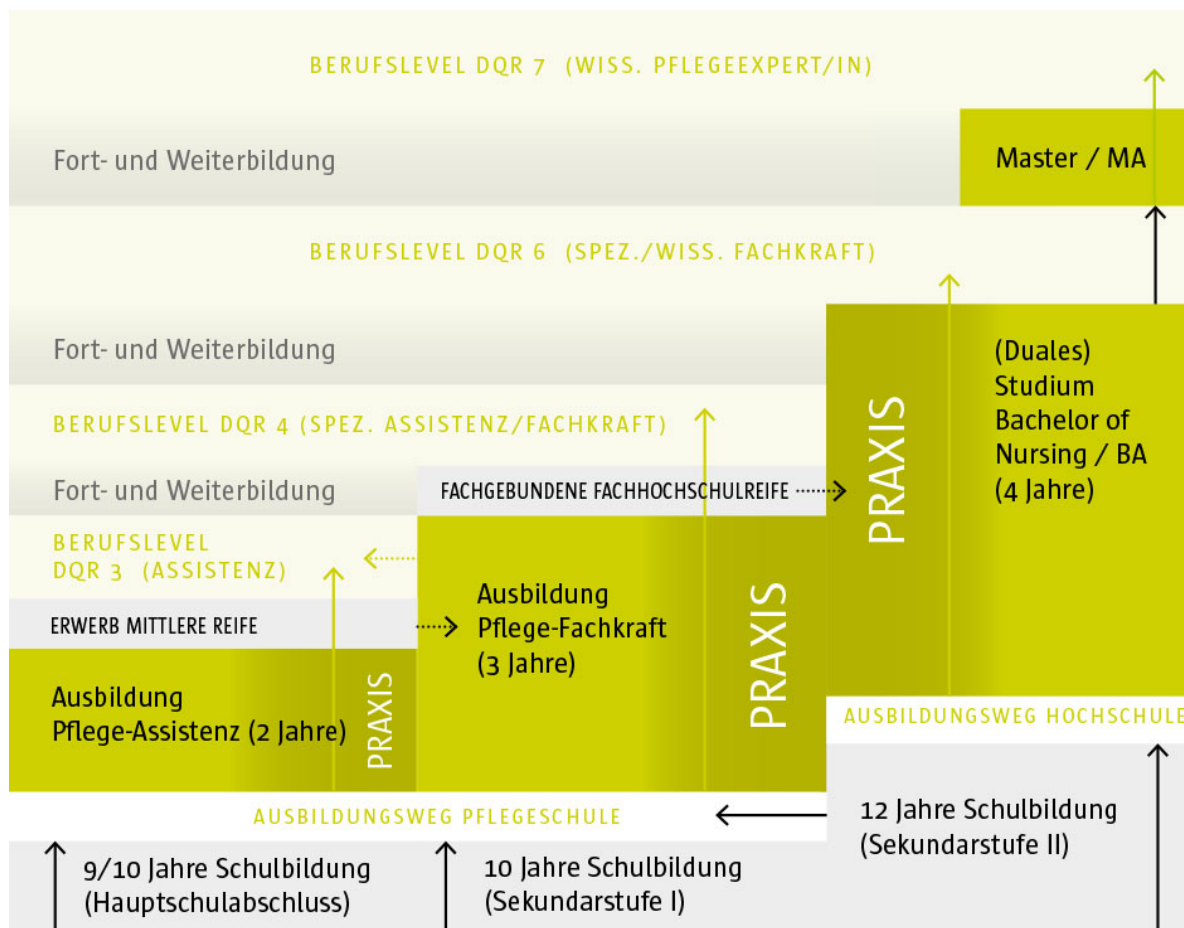 BERUFSLEVEL DQR 7 (WISS. PFLEGEEXPERT/IN)
Fort- und Weiterbildung
Master / MA
BERUFSLEVEL DQR 6 (SPEZ./WISS. FACHKRAFT)
Fort- und Weiterbildung
(Duales)
Studium
Bachelor of
Nursing / BA
(4 Jahre)
PRAXIS
BERUFSLEVEL DQR 4 (SPEZ. ASSISTENZ/FACHKRAFT)
Fort- und Weiterbildung
FACHGEBUNDENE FACHHOCHSCHULREIFE
BERUFSLEVEL
DQR 3 (ASSISTENZ)
ERWERB MITTLERE REIFE
Ausbildung
Pflege-Fachkraft
(3 Jahre)
PRAXIS
Ausbildung
Pflege-Assistenz (2 Jahre)
PRAXIS
AUSBILDUNGSWEG HOCHSCHULE
AUSBILDUNGSWEG PFLEGESCHULE
12 Jahre Schulbildung
(Sekundarstufe II)
9/10 Jahre Schulbildung
(Hauptschulabschluss)
10 Jahre Schulbildung
(Sekundarstufe I)